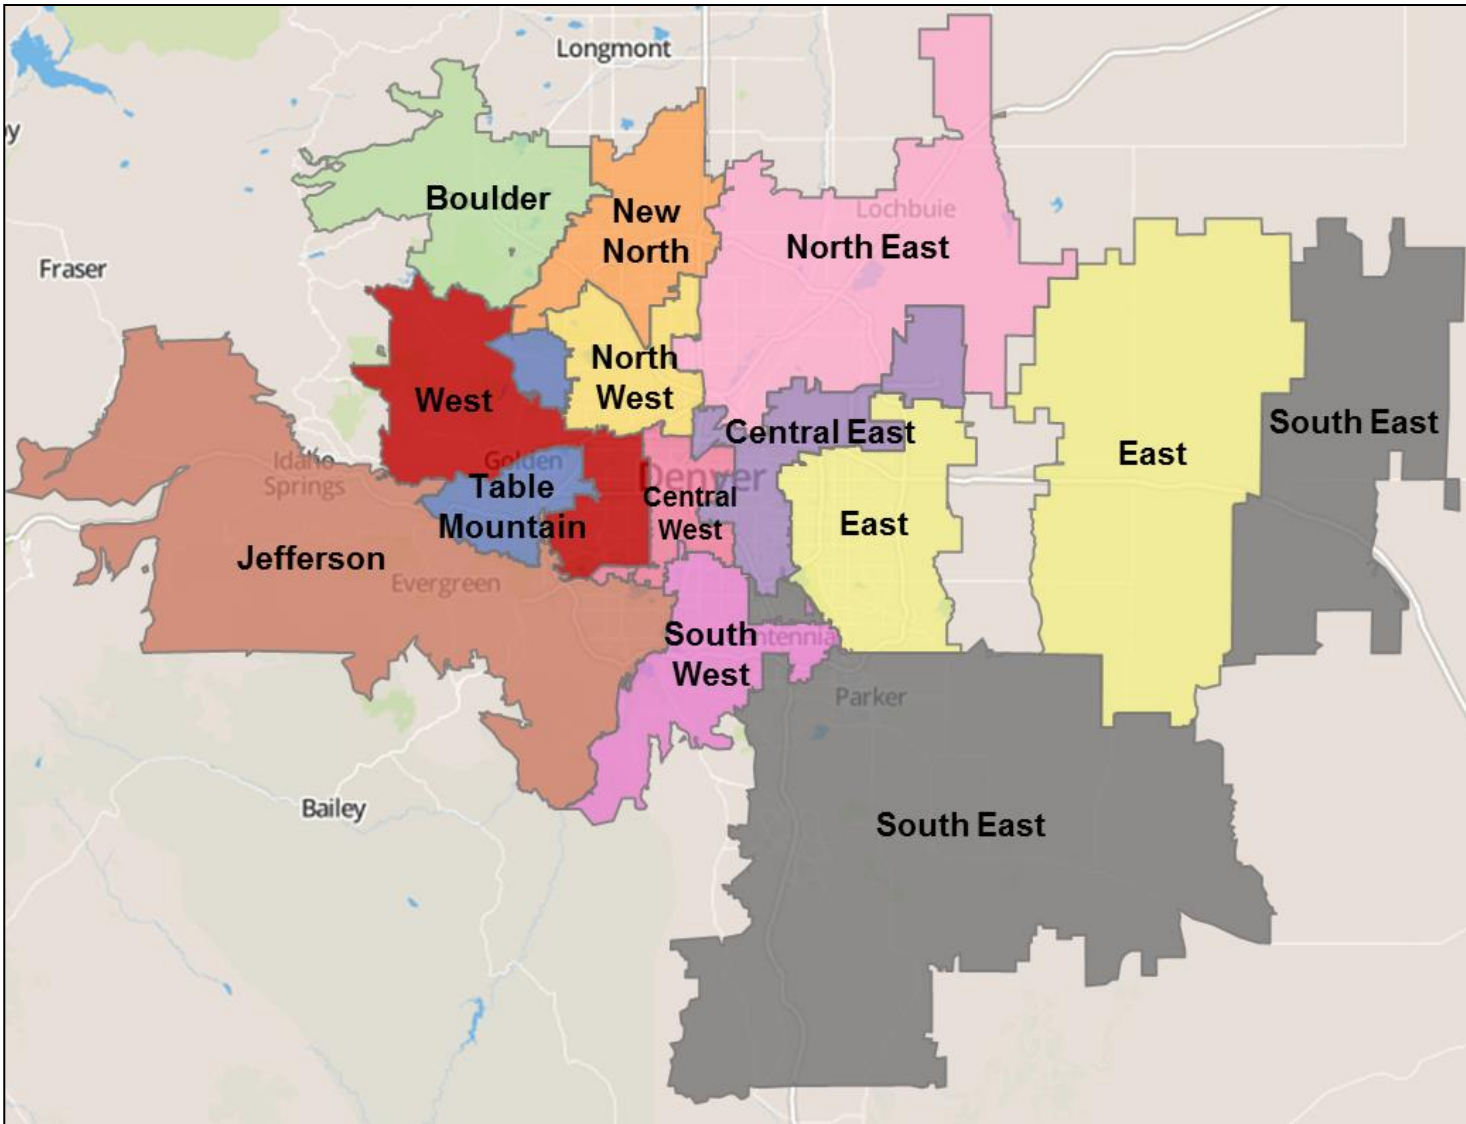 Longmont
y
Boulder
New
North
Lochbuie
North East
Fraser
North
West
West
Central East
South East
East
Idaho
Springs
Golden
Denver
Table
Mountain
Central
West
East
Jefferson
Evergreen
South
West
entennia
Parker
Bailey
South East